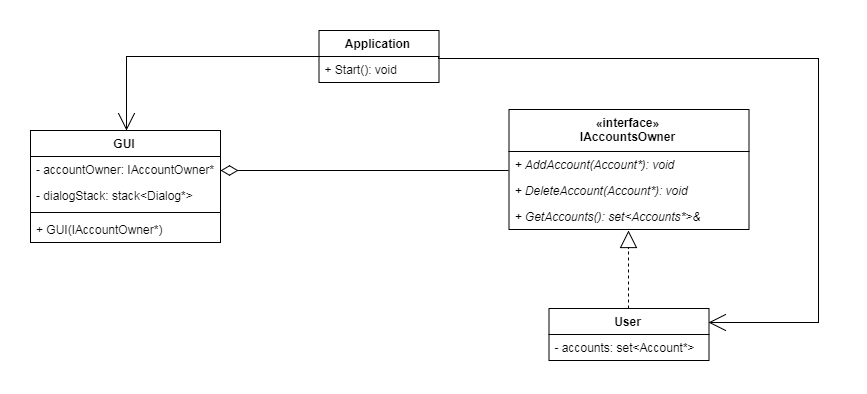 Application
+ Start(): void
GUI
- accountOwner: IAccountOwner*
- dialogStack: stack<Dialog*>
+ GUI(IAccountOwner*)
«interface»
IAccountsOwner
+ AddAccount(Account*): void
+ DeleteAccount(Account*): void
+ GetAccounts(): set<Accounts*>&
User
- accounts: set<Account*>